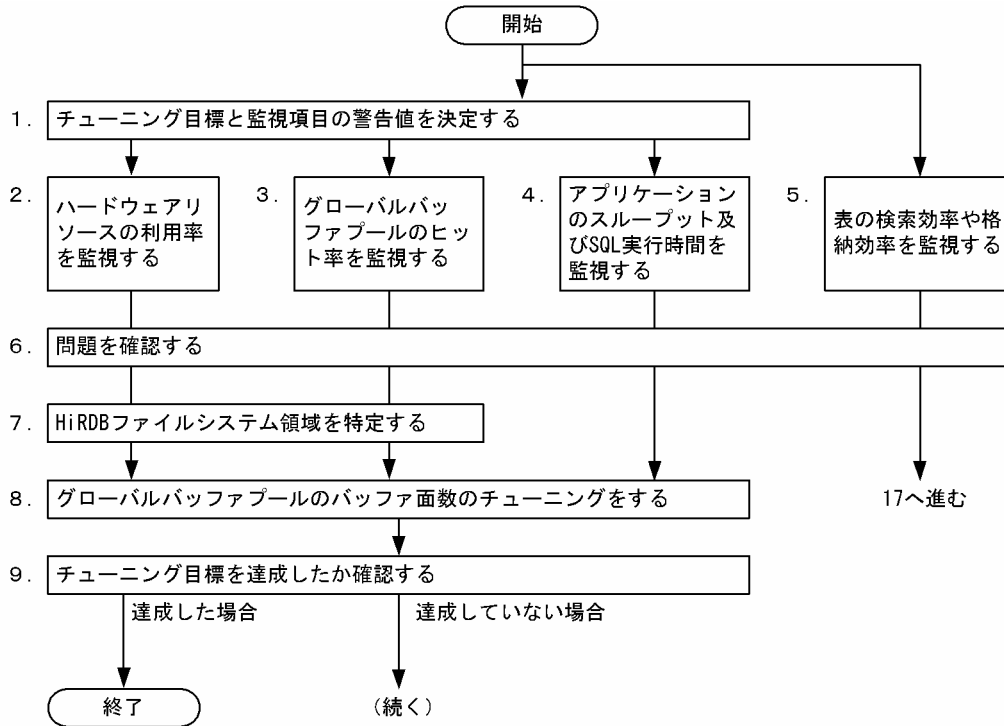 開始
1. チューニング目標と監視項目の警告値を決定する
2. ハードウェアリ
ソースの利用率
を監視する
3. グローバルバッ
ファプールのヒッ
ト率を監視する
4. アプリケーション
のスループット及
びSQL実行時間を
監視する
5. 表の検索効率や格
納効率を監視する
6. 問題を確認する
7. HiRDBファイルシステム領域を特定する
8. グローバルバッファプールのバッファ面数のチューニングをする
17へ進む
9. チューニング目標を達成したか確認する
達成した場合
達成していない場合
終了
(続く)